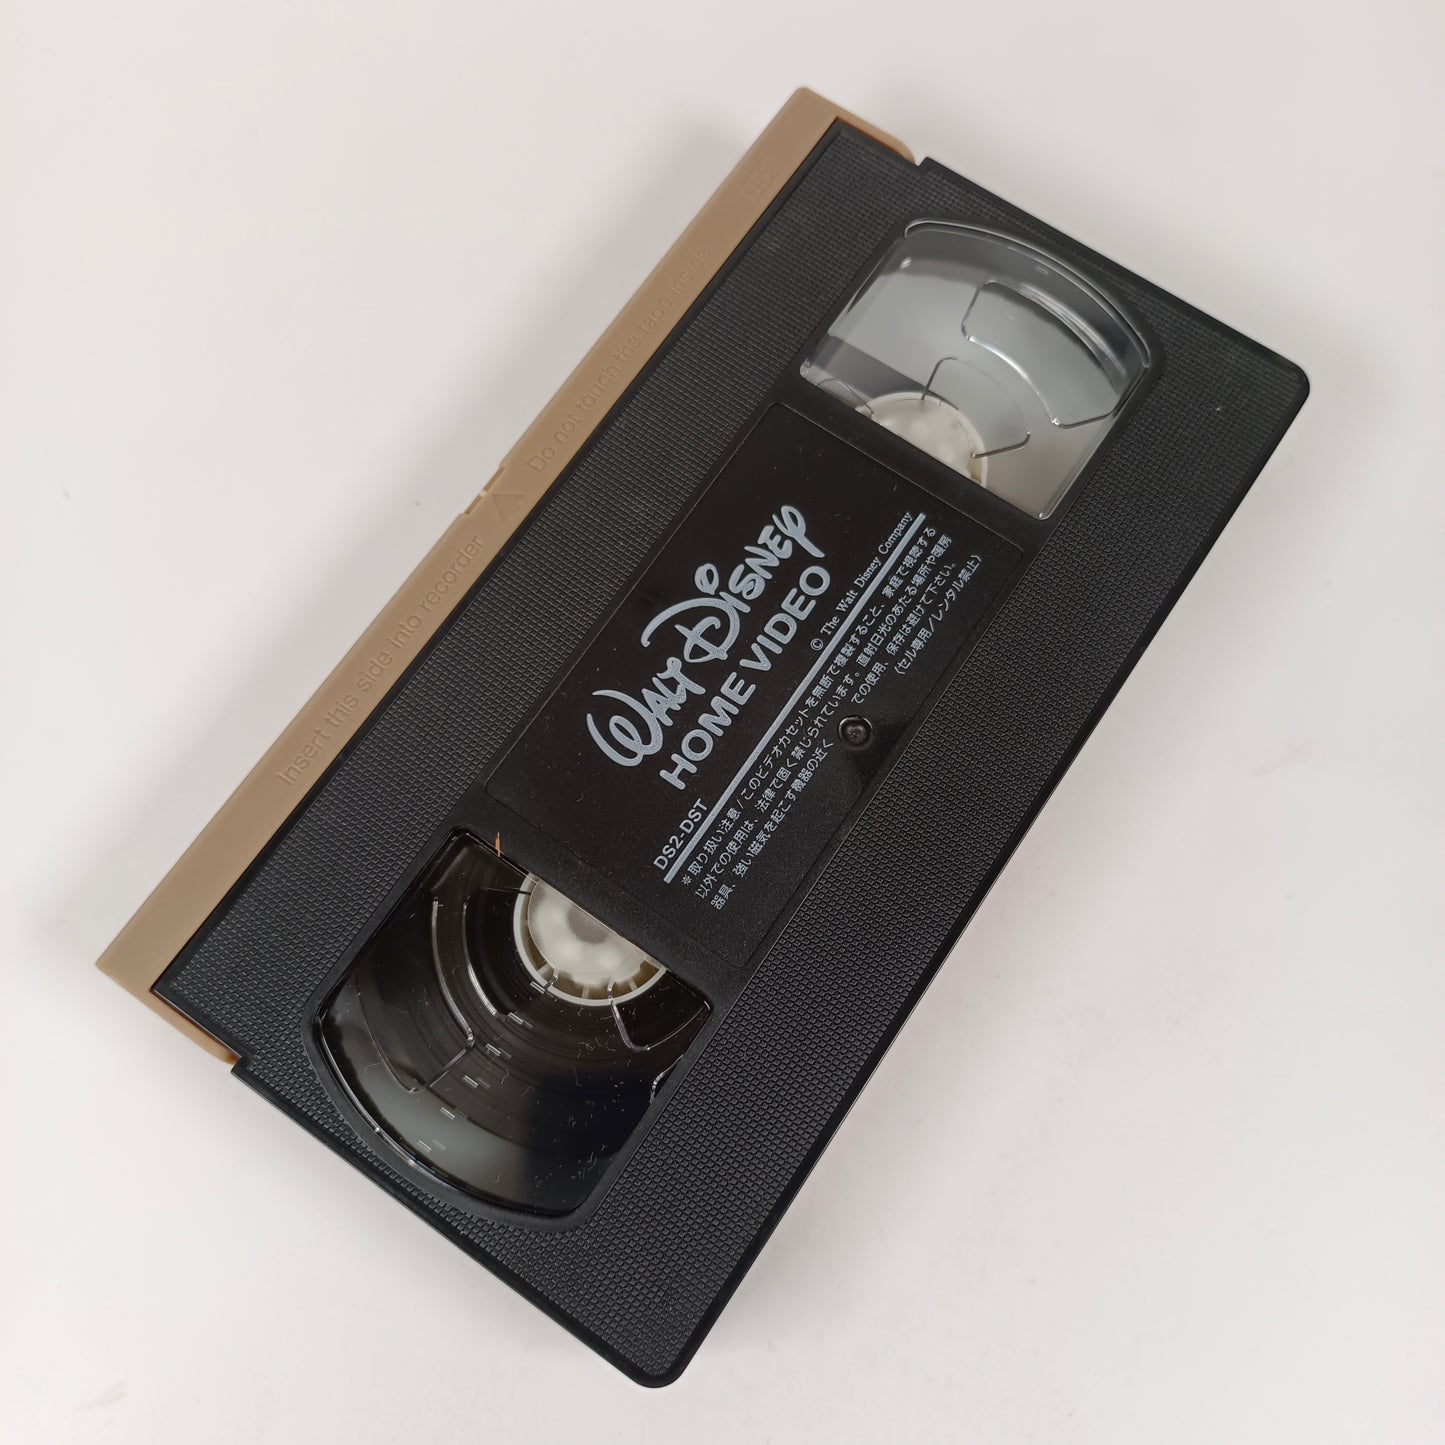 VHS
Insert this side into recorder
Do not touch the tape inside
WALT DISNEY
HOME VIDEO
DS2-DST
© The Walt Disney Company
※取り扱い注意/このビデオカセットを無断で複製すること、家庭で視聴する
以外での使用は、法律で固く禁じられています。直射日光のあたる場所や暖房
器具、強い磁気を起こす機器の近く での使用、保存は避けて下さい。
(セル専用/レンタル禁止)